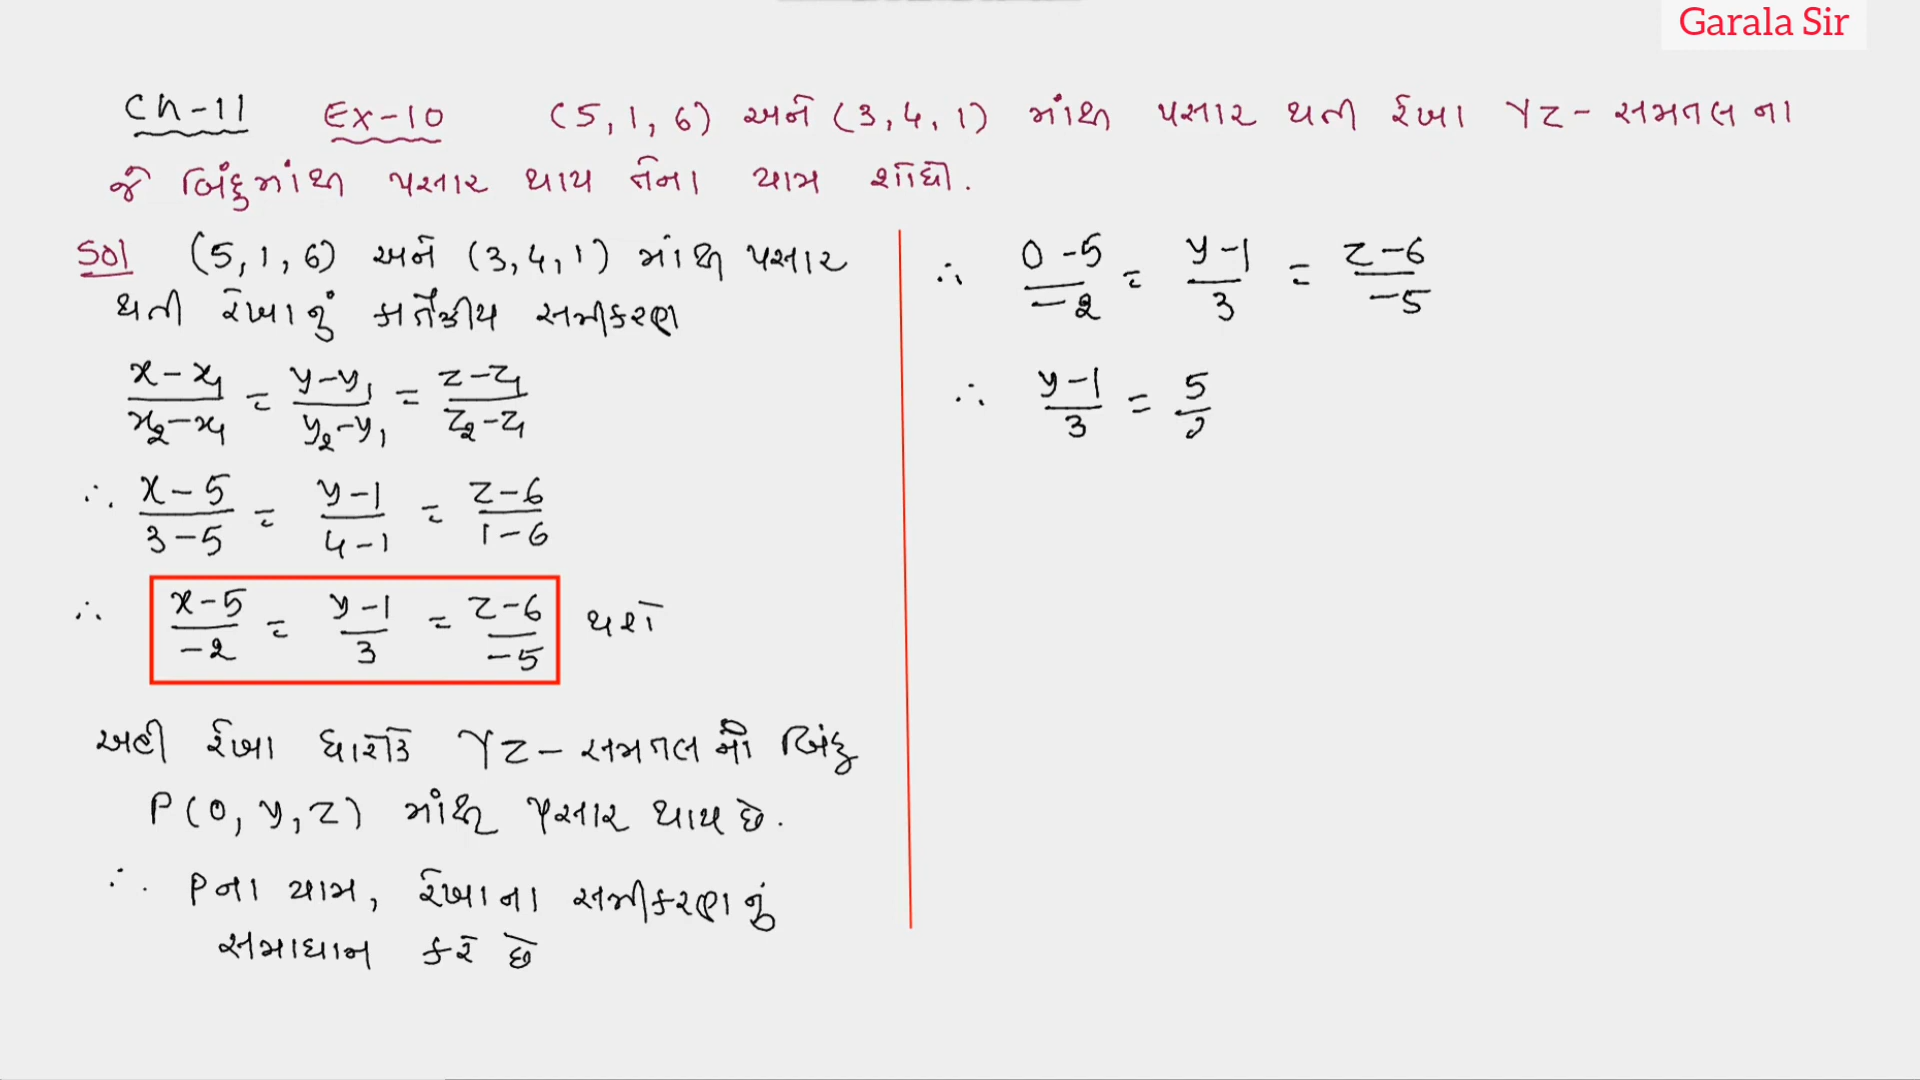 Garala Sir
Ch-11 Ex-10 (5,1,6) અને (3,4,1) માંથી પસાર થતી રેખા YZ-સમતલ ના
જે બિંદુમાંથી પસાર થાય તેના યામ શોધો.
Sol (5,1,6) અને (3,4,1) માંથી પસાર
થતી રેખાનું કાર્તેઝીય સમીકરણ
(x-x₁)/(x₂-x₁) = (y-y₁)/(y₂-y₁) = (z-z₁)/(z₂-z₁)
∴ (x-5)/(3-5) = (y-1)/(4-1) = (z-6)/(1-6)
∴ (x-5)/-2 = (y-1)/3 = (z-6)/-5 થશે
અહી રેખા ધારોકે YZ-સમતલ ની બિંદુ
P(0,y,z) માંથી પસાર થાય છે.
∴ Pના યામ, રેખાના સમીકરણનું
સમાધાન કરે છે
∴ (0-5)/-2 = (y-1)/3 = (z-6)/-5
∴ (y-1)/3 = 5/2